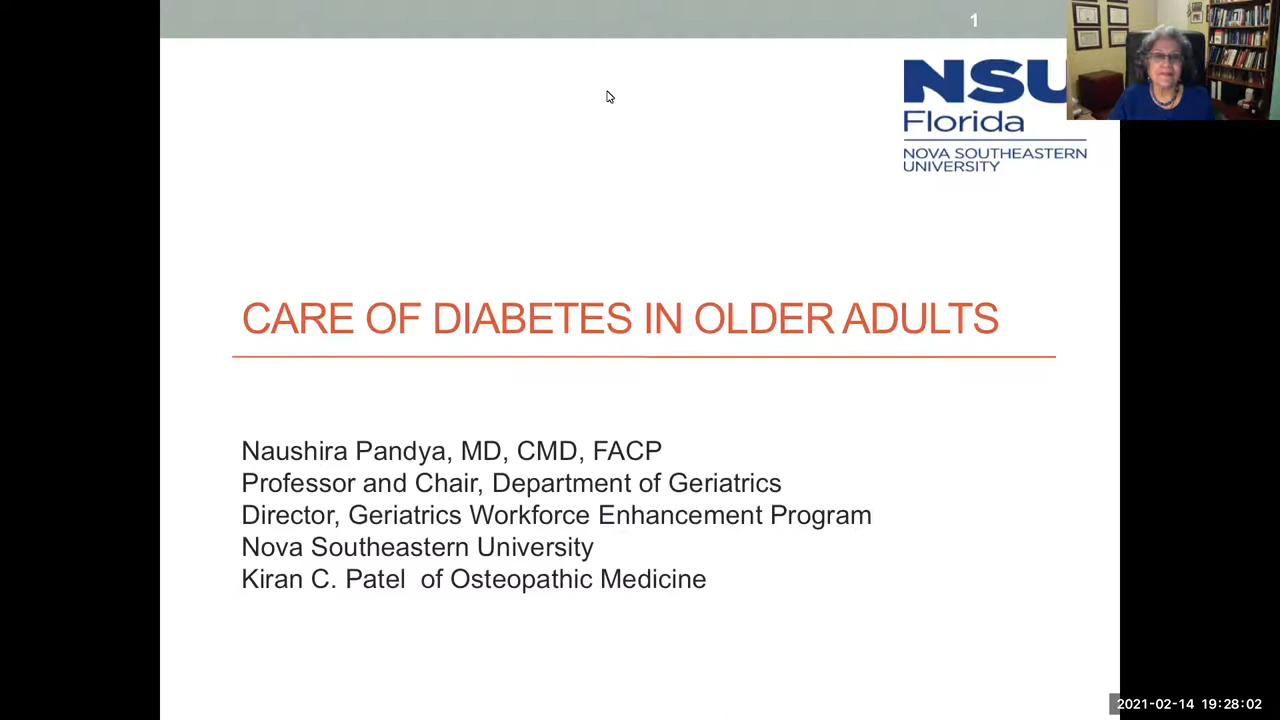 1
NSU
Florida
NOVA SOUTHEASTERN
UNIVERSITY
CARE OF DIABETES IN OLDER ADULTS
Naushira Pandya, MD, CMD, FACP
Professor and Chair, Department of Geriatrics
Director, Geriatrics Workforce Enhancement Program
Nova Southeastern University
Kiran C. Patel  of Osteopathic Medicine
2021-02-14 19:28:02